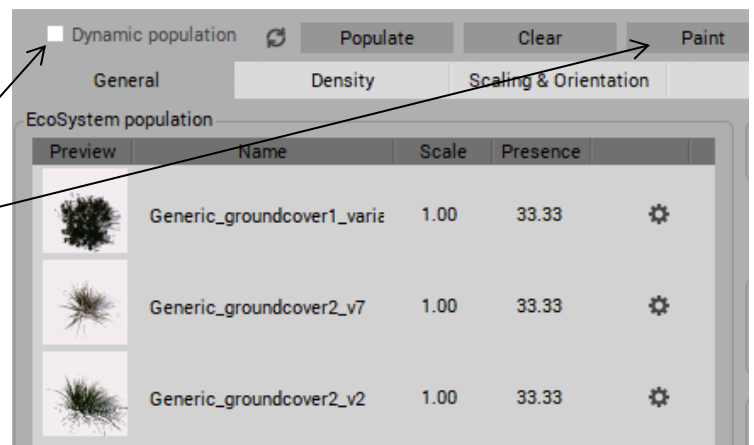 Dynamic population Populate Clear Paint
General Density Scaling & Orientation
EcoSystem population
Preview Name Scale Presence
Generic_groundcover1_varia 1.00 33.33
Generic_groundcover2_v7 1.00 33.33
Generic_groundcover2_v2 1.00 33.33